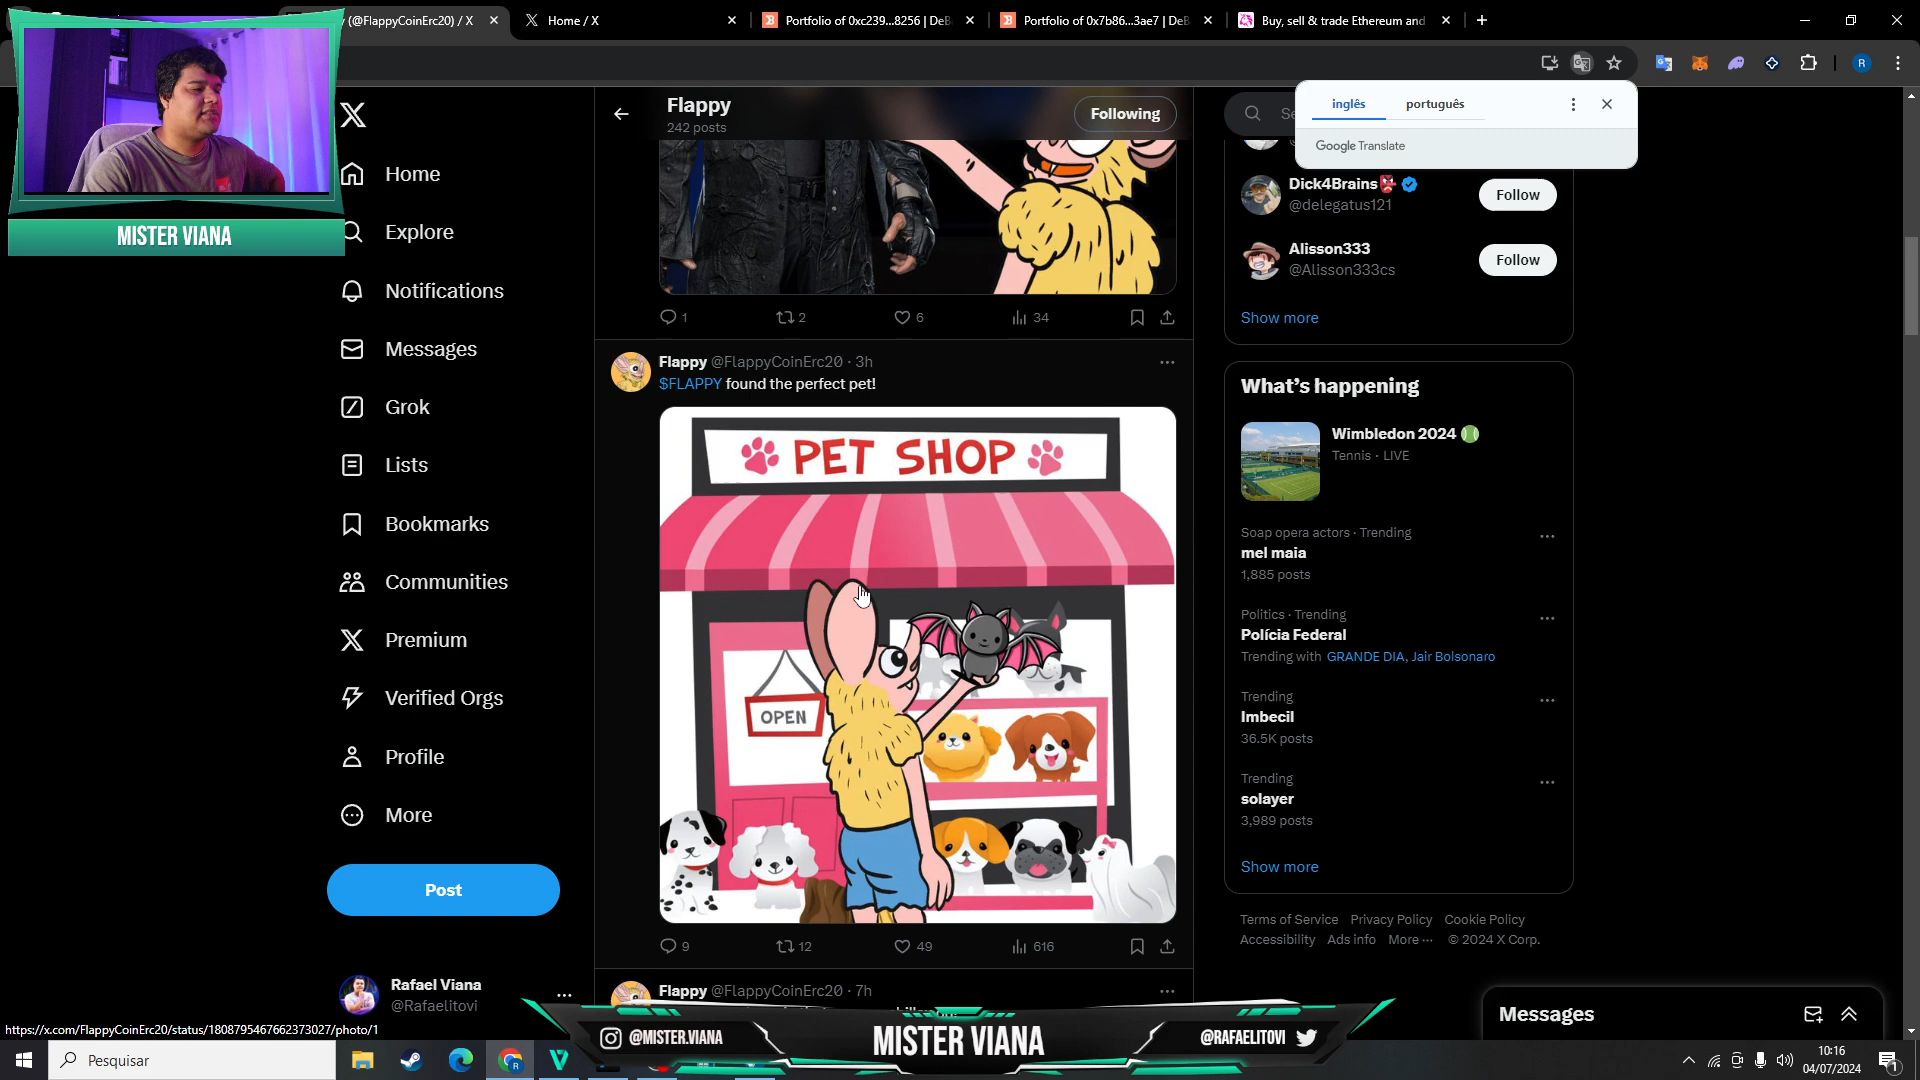 (@FlappyCoinErc20) / X
Home / X
Portfolio of 0xc239...8256 | DeB
Portfolio of 0x7b86...3ae7 | DeB
Buy, sell & trade Ethereum and
R
inglês
português
Google Translate
MISTER VIANA
Home
Explore
Notifications
Messages
Grok
Lists
Bookmarks
Communities
Premium
Verified Orgs
Profile
More
Post
Rafael Viana
@Rafaelitovi
https://x.com/FlappyCoinErc20/status/1808795467662373027/photo/1
Flappy
242 posts
Following
1
2
6
34
Flappy @FlappyCoinErc20 · 3h
$FLAPPY found the perfect pet!
PET SHOP
OPEN
9
12
49
616
Flappy @FlappyCoinErc20 · 7h
Se
Dick4Brains
@delegatus121
Follow
Alisson333
@Alisson333cs
Follow
Show more
What's happening
Wimbledon 2024
Tennis · LIVE
Soap opera actors · Trending
mel maia
1,885 posts
Politics · Trending
Polícia Federal
Trending with GRANDE DIA, Jair Bolsonaro
Trending
Imbecil
36.5K posts
Trending
solayer
3,989 posts
Show more
Terms of Service Privacy Policy Cookie Policy
Accessibility Ads info More ··· © 2024 X Corp.
Messages
@MISTER.VIANA
MISTER VIANA
@RAFAELITOVI
Pesquisar
10:16
04/07/2024
1